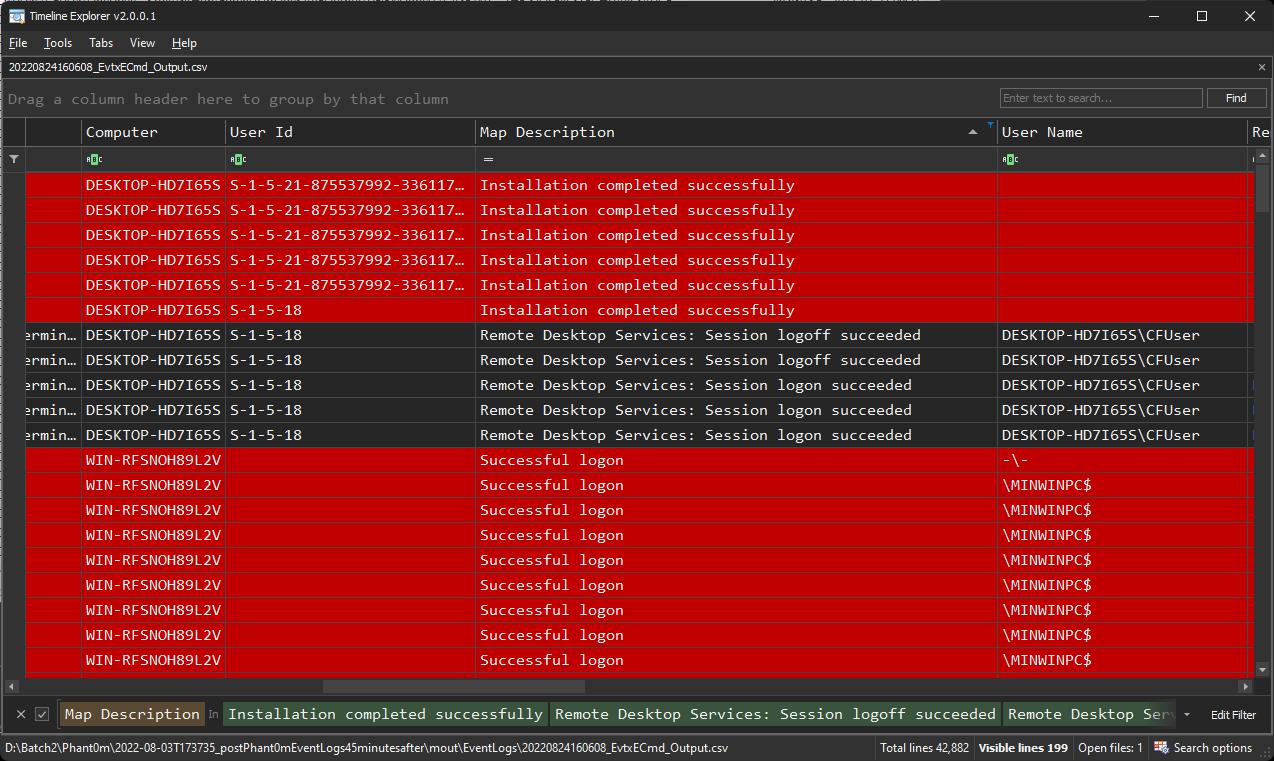 Timeline Explorer v2.0.0.1
File Tools Tabs View Help
20220824160608_EvtxECmd_Output.csv
Drag a column header here to group by that column
Enter text to search...
Find
Computer User Id Map Description User Name Re
=
DESKTOP-HD7I65S S-1-5-21-875537992-336117… Installation completed successfully
DESKTOP-HD7I65S S-1-5-21-875537992-336117… Installation completed successfully
DESKTOP-HD7I65S S-1-5-21-875537992-336117… Installation completed successfully
DESKTOP-HD7I65S S-1-5-21-875537992-336117… Installation completed successfully
DESKTOP-HD7I65S S-1-5-21-875537992-336117… Installation completed successfully
DESKTOP-HD7I65S S-1-5-18 Installation completed successfully
ermin… DESKTOP-HD7I65S S-1-5-18 Remote Desktop Services: Session logoff succeeded DESKTOP-HD7I65S\CFUser
ermin… DESKTOP-HD7I65S S-1-5-18 Remote Desktop Services: Session logoff succeeded DESKTOP-HD7I65S\CFUser
ermin… DESKTOP-HD7I65S S-1-5-18 Remote Desktop Services: Session logon succeeded DESKTOP-HD7I65S\CFUser
ermin… DESKTOP-HD7I65S S-1-5-18 Remote Desktop Services: Session logon succeeded DESKTOP-HD7I65S\CFUser
ermin… DESKTOP-HD7I65S S-1-5-18 Remote Desktop Services: Session logon succeeded DESKTOP-HD7I65S\CFUser
WIN-RFSNOH89L2V Successful logon -\-
WIN-RFSNOH89L2V Successful logon \MINWINPC$
WIN-RFSNOH89L2V Successful logon \MINWINPC$
WIN-RFSNOH89L2V Successful logon \MINWINPC$
WIN-RFSNOH89L2V Successful logon \MINWINPC$
WIN-RFSNOH89L2V Successful logon \MINWINPC$
WIN-RFSNOH89L2V Successful logon \MINWINPC$
WIN-RFSNOH89L2V Successful logon \MINWINPC$
WIN-RFSNOH89L2V Successful logon \MINWINPC$
Map Description In Installation completed successfully Remote Desktop Services: Session logoff succeeded Remote Desktop Serv Edit Filter
D:\Batch2\Phant0m\2022-08-03T173735_postPhant0mEventLogs45minutesafter\mout\EventLogs\20220824160608_EvtxECmd_Output.csv Total lines 42,882 Visible lines 199 Open files: 1 Search options